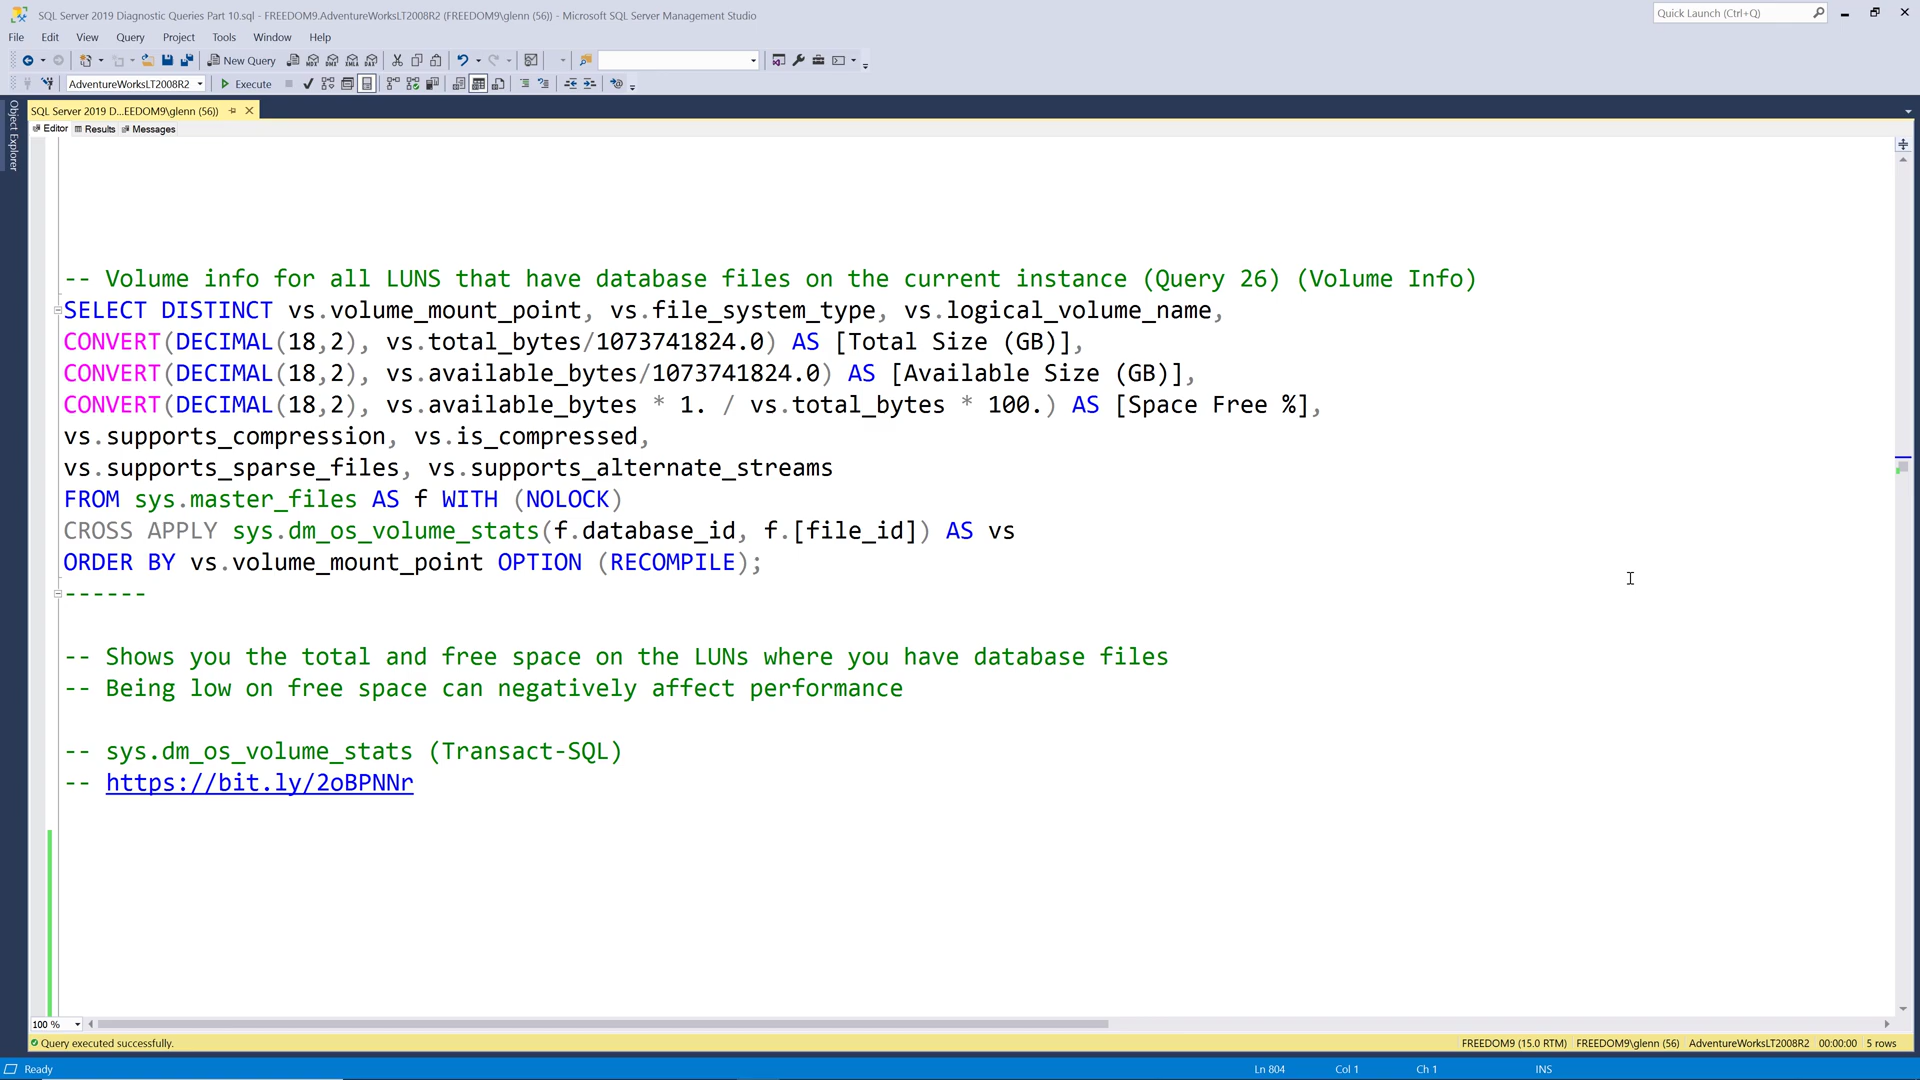 SQL Server 2019 Diagnostic Queries Part 10.sql - FREEDOM9.AdventureWorksLT2008R2 (FREEDOM9\glenn (56)) - Microsoft SQL Server Management Studio
Quick Launch (Ctrl+Q)
File Edit View Query Project Tools Window Help
New Query
AdventureWorksLT2008R2 Execute
Object Explorer
SQL Server 2019 D...EEDOM9\glenn (56))
Editor Results Messages
-- Volume info for all LUNS that have database files on the current instance (Query 26) (Volume Info)
SELECT DISTINCT vs.volume_mount_point, vs.file_system_type, vs.logical_volume_name,
CONVERT(DECIMAL(18,2), vs.total_bytes/1073741824.0) AS [Total Size (GB)],
CONVERT(DECIMAL(18,2), vs.available_bytes/1073741824.0) AS [Available Size (GB)],
CONVERT(DECIMAL(18,2), vs.available_bytes * 1. / vs.total_bytes * 100.) AS [Space Free %],
vs.supports_compression, vs.is_compressed,
vs.supports_sparse_files, vs.supports_alternate_streams
FROM sys.master_files AS f WITH (NOLOCK)
CROSS APPLY sys.dm_os_volume_stats(f.database_id, f.[file_id]) AS vs
ORDER BY vs.volume_mount_point OPTION (RECOMPILE);
------
-- Shows you the total and free space on the LUNs where you have database files
-- Being low on free space can negatively affect performance
-- sys.dm_os_volume_stats (Transact-SQL)
-- https://bit.ly/2oBPNNr
100 %
Query executed successfully. FREEDOM9 (15.0 RTM) FREEDOM9\glenn (56) AdventureWorksLT2008R2 00:00:00 5 rows
Ready Ln 804 Col 1 Ch 1 INS